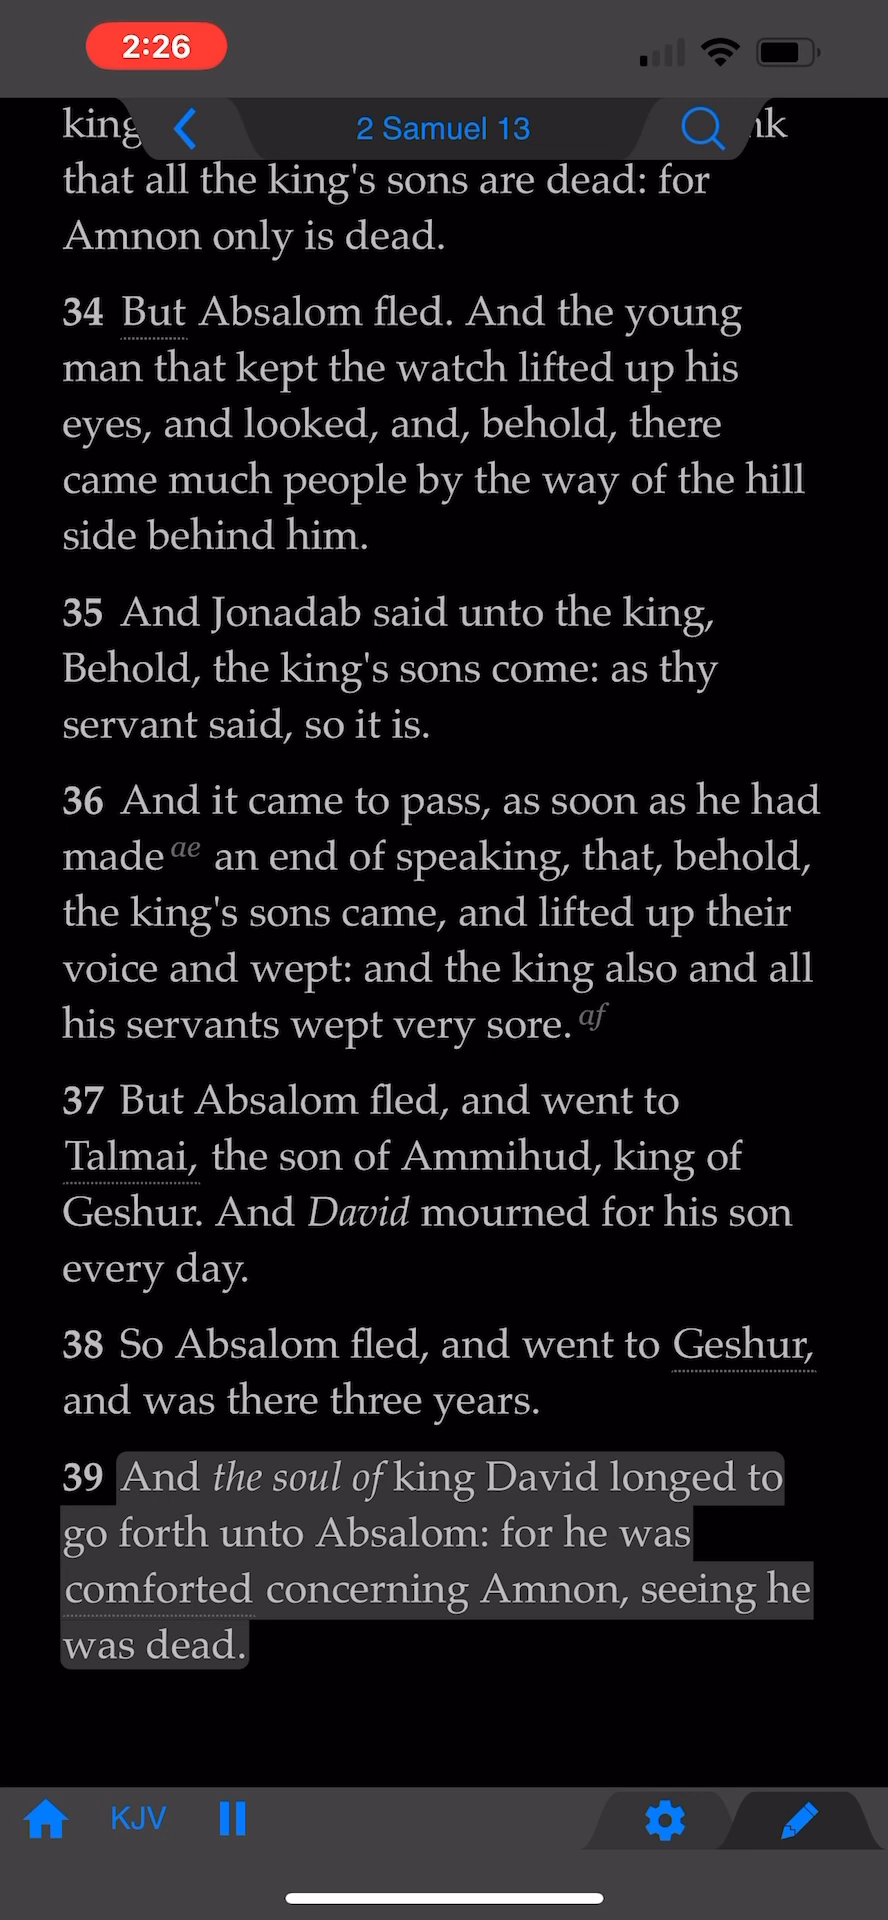 2:26
2 Samuel 13
king
that all the king's sons are dead: for
Amnon only is dead.
34 But Absalom fled. And the young
man that kept the watch lifted up his
eyes, and looked, and, behold, there
came much people by the way of the hill
side behind him.
35 And Jonadab said unto the king,
Behold, the king's sons come: as thy
servant said, so it is.
36 And it came to pass, as soon as he had
made ae an end of speaking, that, behold,
the king's sons came, and lifted up their
voice and wept: and the king also and all
his servants wept very sore. af
37 But Absalom fled, and went to
Talmai, the son of Ammihud, king of
Geshur. And David mourned for his son
every day.
38 So Absalom fled, and went to Geshur,
and was there three years.
39 And the soul of king David longed to
go forth unto Absalom: for he was
comforted concerning Amnon, seeing he
was dead.
KJV